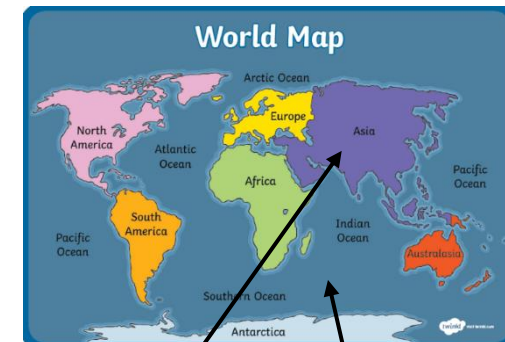 World Map
Arctic Ocean
Europe
Asia
North
America
Atlantic
Ocean
Africa
Pacific
Ocean
South
America
Indian
Ocean
Pacific
Ocean
Australasia
Southern Ocean
Antarctica
twinkl